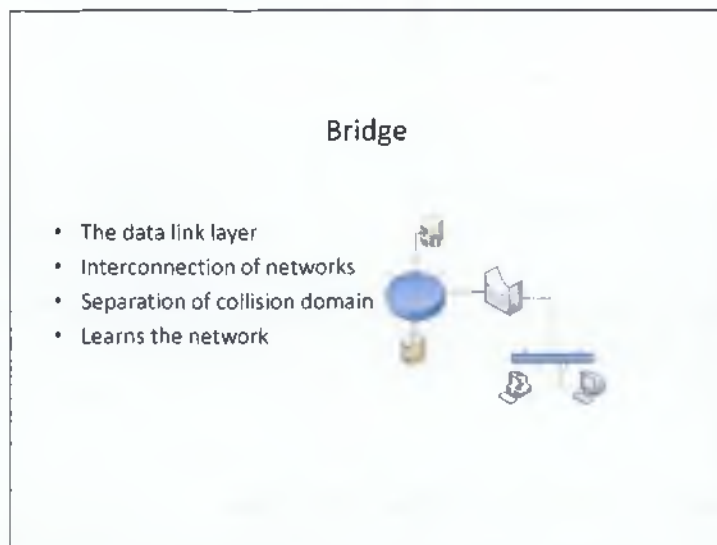 Bridge
• The data link layer
• Interconnection of networks
• Separation of collision domain
• Learns the network